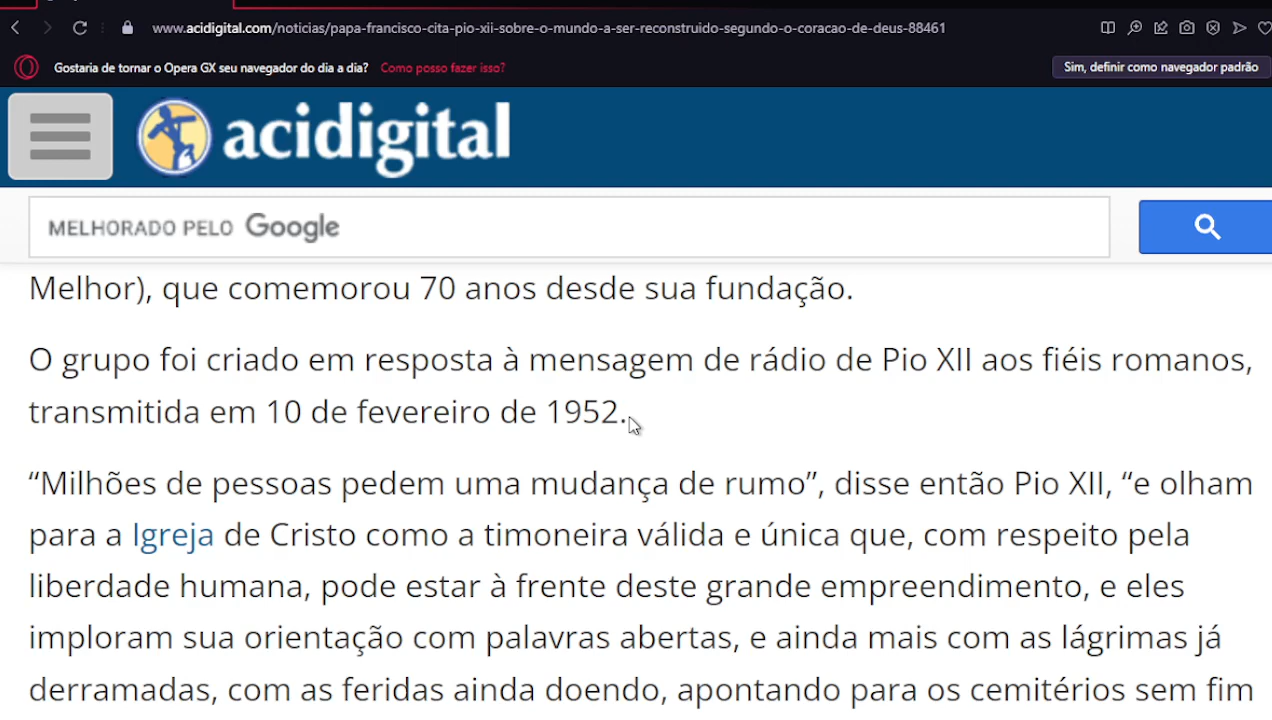 www.acidigital.com/noticias/papa-francisco-cita-pio-xii-sobre-o-mundo-a-ser-reconstruido-segundo-o-coracao-de-deus-88461
Gostaria de tornar o Opera GX seu navegador do dia a dia? Como posso fazer isso? Sim, definir como navegador padrão
acidigital
MELHORADO PELO Google
Melhor), que comemorou 70 anos desde sua fundação.
O grupo foi criado em resposta à mensagem de rádio de Pio XII aos fiéis romanos,
transmitida em 10 de fevereiro de 1952.
“Milhões de pessoas pedem uma mudança de rumo”, disse então Pio XII, “e olham
para a Igreja de Cristo como a timoneira válida e única que, com respeito pela
liberdade humana, pode estar à frente deste grande empreendimento, e eles
imploram sua orientação com palavras abertas, e ainda mais com as lágrimas já
derramadas, com as feridas ainda doendo, apontando para os cemitérios sem fim